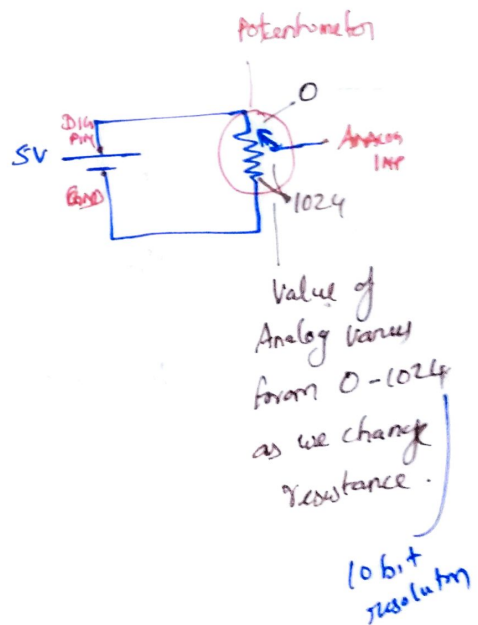 Potentiometer
0
DIG
PIN
5V
GND
ANALOG
INP
1024
Value of
Analog varies
from 0-1024
as we change
resistance.
10 bit
resolution